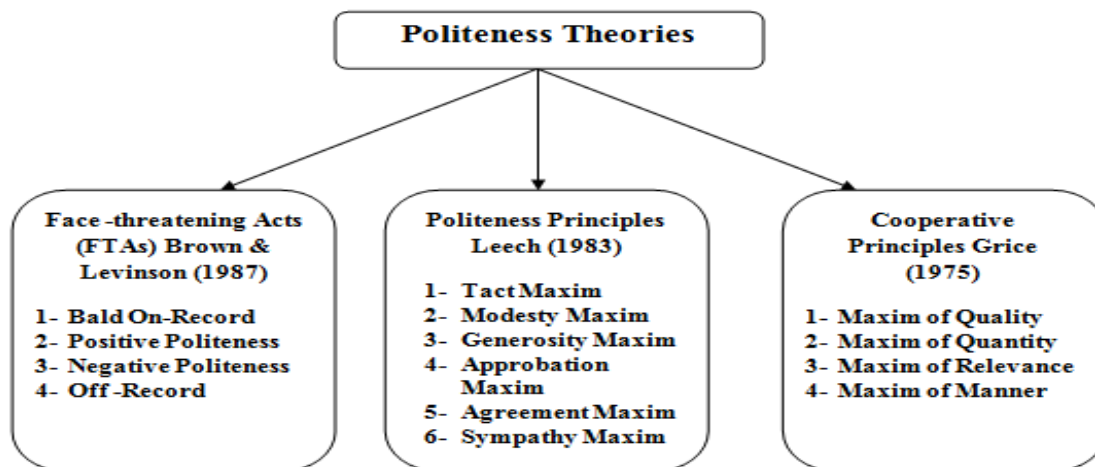 Politeness Theories
Face -threatening Acts
(FTAs) Brown &
Levinson (1987)
1- Bald On-Record
2- Positive Politeness
3- Negative Politeness
4- Off -Record
Politeness Principles
Leech (1983)
1- Tact Maxim
2- Modesty Maxim
3- Generosity Maxim
4- Approbation
Maxim
5- Agreement Maxim
6- Sympathy Maxim
Cooperative
Principles Grice
(1975)
1- Maxim of Quality
2- Maxim of Quantity
3- Maxim of Relevance
4- Maxim of Manner